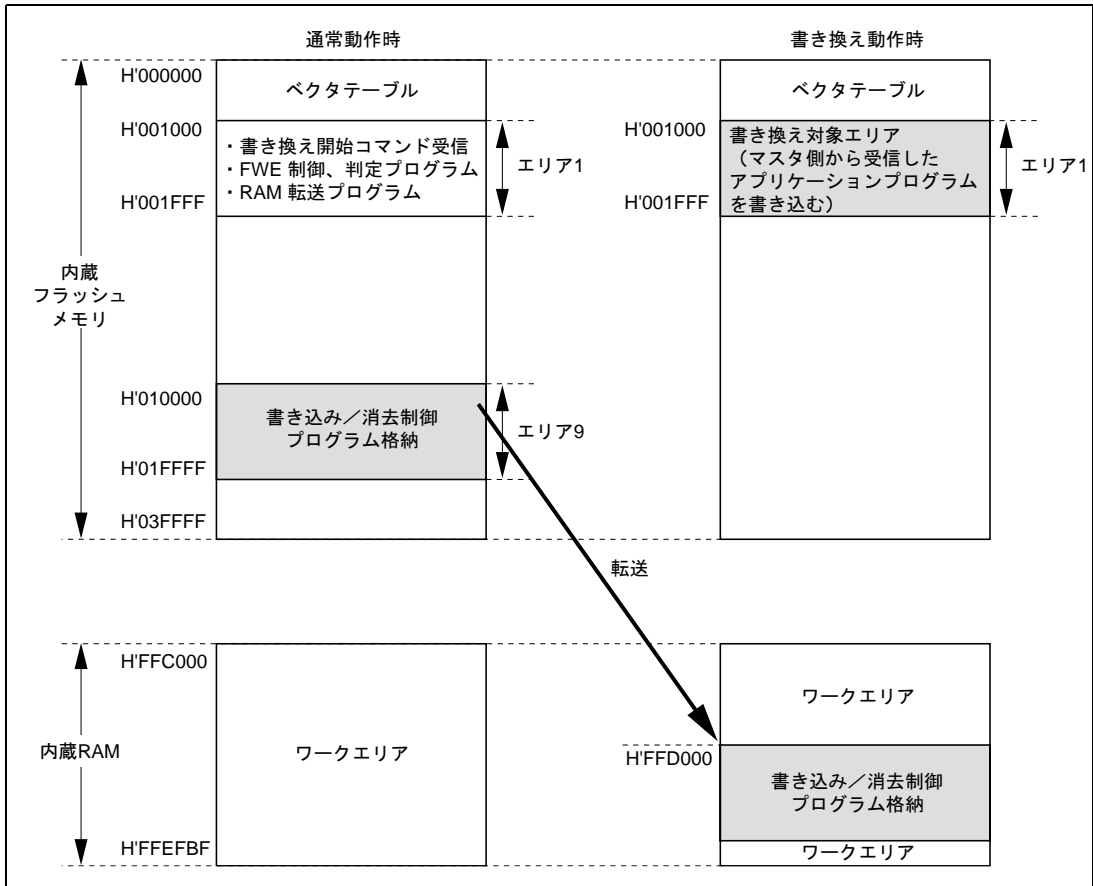 通常動作時
書き換え動作時
H'000000
ベクタテーブル
ベクタテーブル
H'001000
・書き換え開始コマンド受信
・FWE 制御、判定プログラム
・RAM 転送プログラム
エリア1
H'001FFF
H'001000
書き換え対象エリア
（マスタ側から受信した
アプリケーションプログラム
を書き込む）
エリア1
H'001FFF
内蔵
フラッシュ
メモリ
H'010000
書き込み／消去制御
プログラム格納
エリア9
H'01FFFF
H'03FFFF
転送
H'FFC000
内蔵RAM
ワークエリア
H'FFEFBF
ワークエリア
H'FFD000
書き込み／消去制御
プログラム格納
ワークエリア